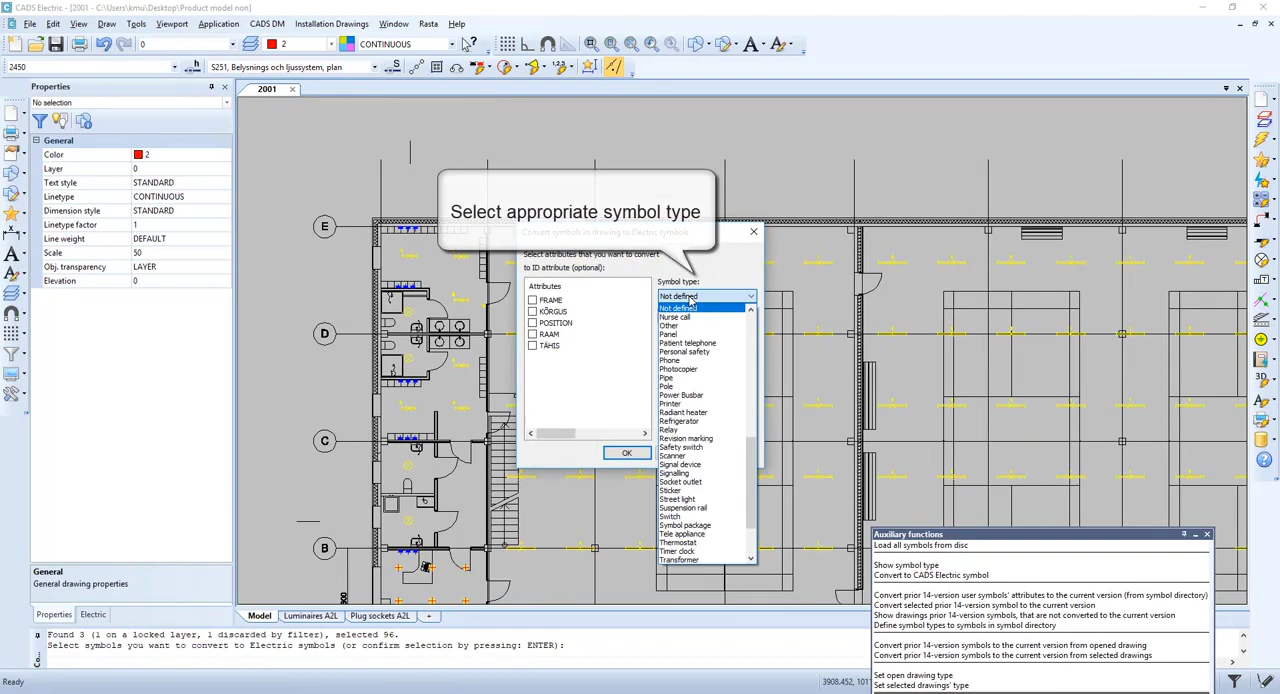 CADS Electric - [2001 - C:\Users\kmu\Desktop\Product model non]
File Edit View Draw Tools Viewport Application CADS DM Installation Drawings Window Rasta Help
0 2 CONTINUOUS
2450 S251, Belysnings och ljussystem, plan
Properties
No selection
General
Color 2
Layer 0
Text style STANDARD
Linetype CONTINUOUS
Dimension style STANDARD
Linetype factor 1
Line weight DEFAULT
Scale 50
Obj. transparency LAYER
Elevation 0
General
General drawing properties
Properties Electric
2001
E
D
C
B
Select appropriate symbol type
Convert symbols in drawing to Electric symbols
Select attributes that you want to convert
to ID attribute (optional):
Attributes
FRAME
KÕRGUS
POSITION
RAAM
TÄHIS
OK
Symbol type:
Not defined
Not defined
Nurse call
Other
Panel
Patient telephone
Personal safety
Phone
Photocopier
Pipe
Pole
Power Busbar
Printer
Radiant heater
Refrigerator
Relay
Revision marking
Safety switch
Scanner
Signal device
Signalling
Socket outlet
Sticker
Street light
Suspension rail
Switch
Symbol package
Tele appliance
Thermostat
Timer clock
Transformer
Auxiliary functions
Load all symbols from disc
Show symbol type
Convert to CADS Electric symbol
Convert prior 14-version user symbols' attributes to the current version (from symbol directory)
Convert selected prior 14-version symbol to the current version
Show drawings prior 14-version symbols, that are not converted to the current version
Define symbol types to symbols in symbol directory
Convert prior 14-version symbols to the current version from opened drawing
Convert prior 14-version symbols to the current version from selected drawings
Set open drawing type
Set selected drawings' type
Model Luminaires A2L Plug sockets A2L +
Found 3 (1 on a locked layer, 1 discarded by filter), selected 96.
Select symbols you want to convert to Electric symbols (or confirm selection by pressing: ENTER):
Ready